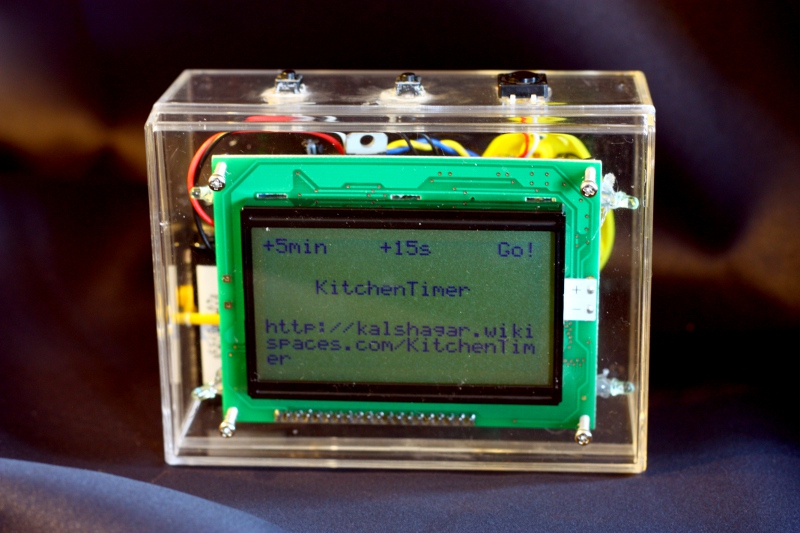 +5min +15s Go!
KitchenTimer
http://kalshagar.wiki
spaces.com/KitchenTim
er
+
-